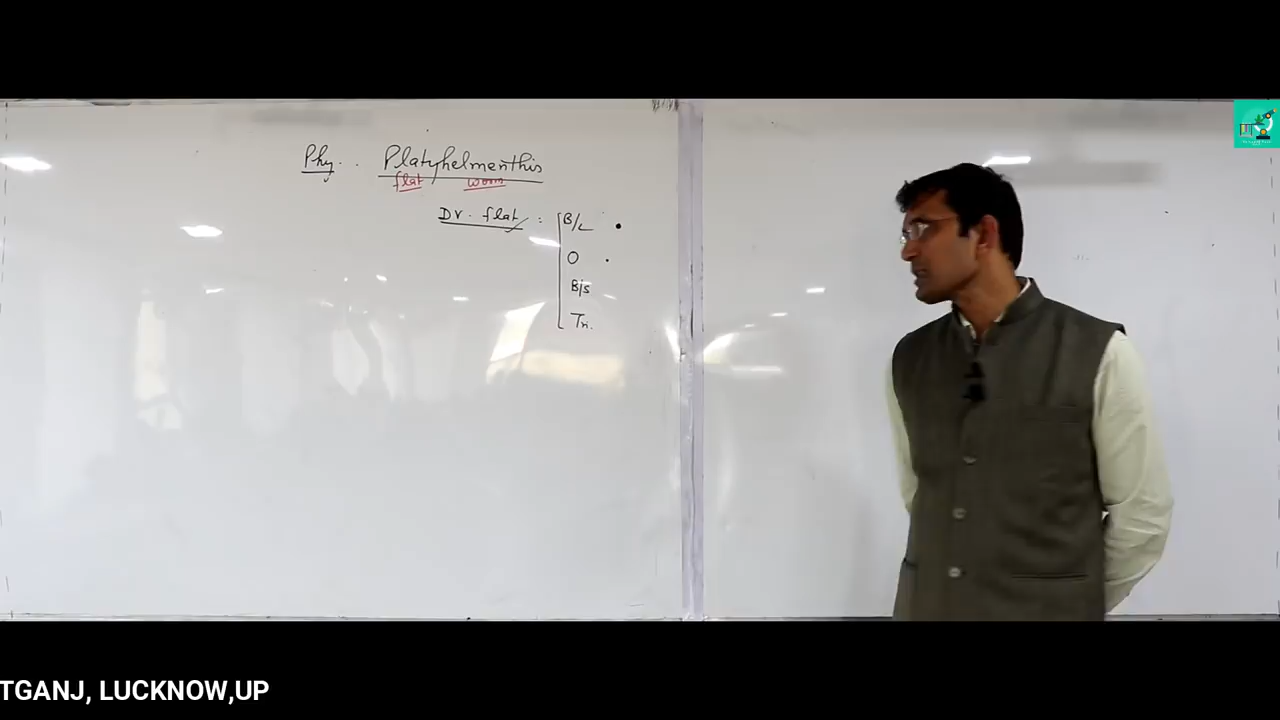 Phy. . Platyhelmenthis
flat worm
DV. flat : B/L
O
B/s
Tri.
TGANJ, LUCKNOW,UP